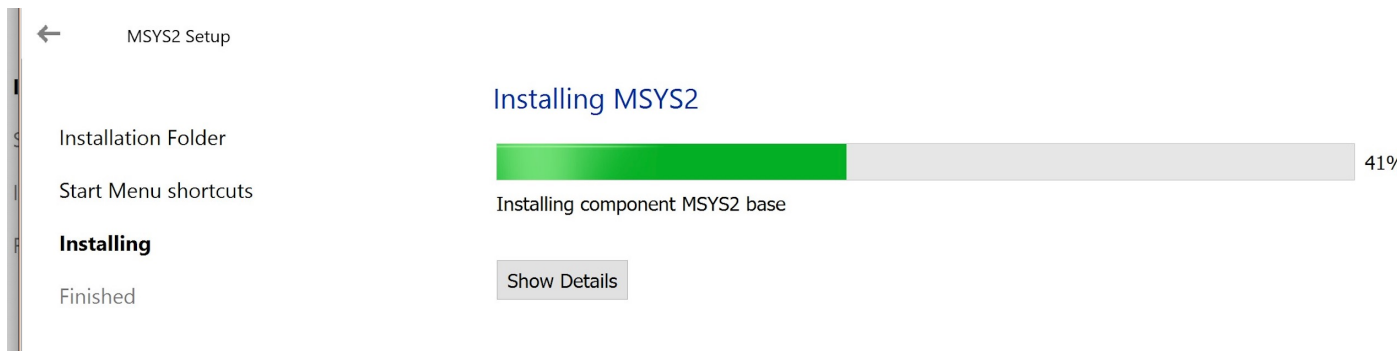 MSYS2 Setup
Installation Folder
Start Menu shortcuts
Installing
Finished
Installing MSYS2
41%
Installing component MSYS2 base
Show Details